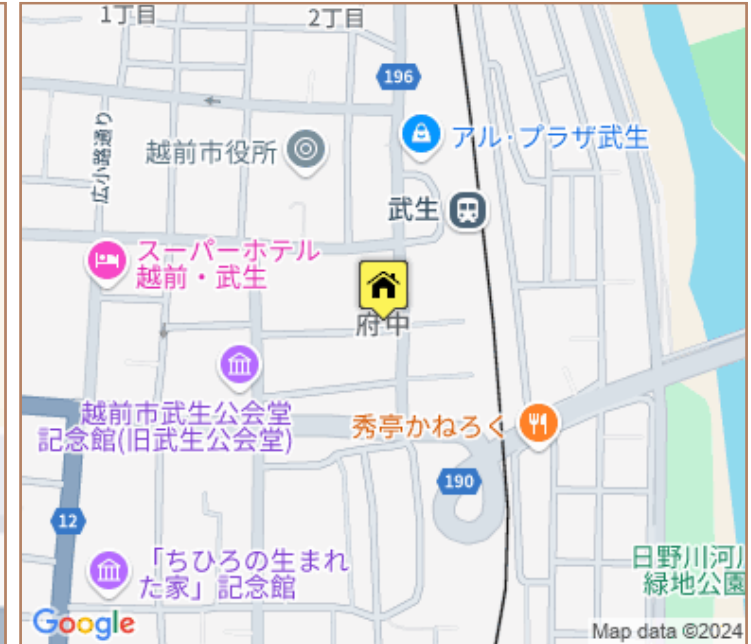 1丁目
2丁目
196
アル・プラザ武生
広小路通り
越前市役所
武生
スーパーホテル
越前・武生
府中
越前市武生公会堂
記念館(旧武生公会堂)
秀亭かねろく
190
12
「ちひろの生まれ
た家」記念館
日野川河川
緑地公園
Google
Map data ©2024